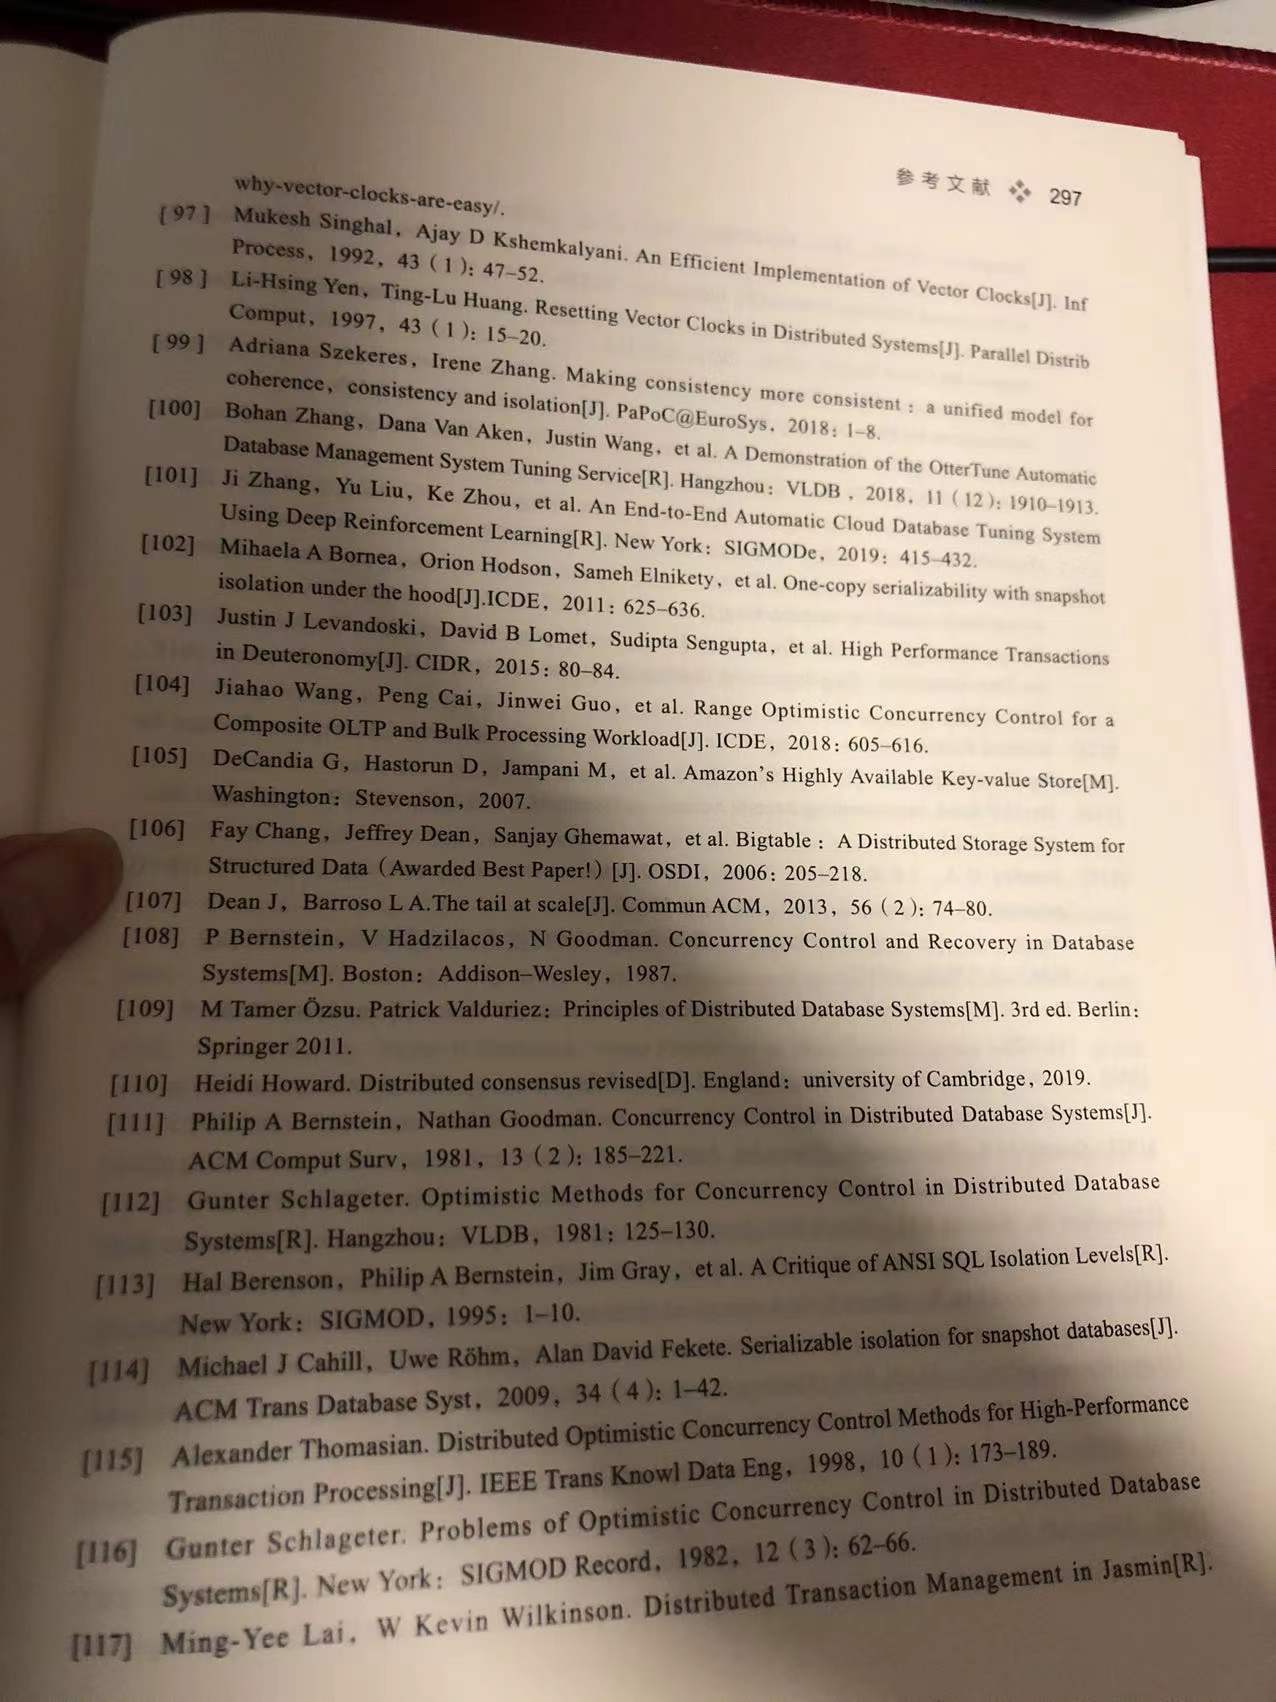 参考文献 ❖ 297
why-vector-clocks-are-easy/.
[ 97 ] Mukesh Singhal, Ajay D Kshemkalyani. An Efficient Implementation of Vector Clocks[J]. Inf
Process, 1992, 43（1）: 47–52.
[ 98 ] Li-Hsing Yen, Ting-Lu Huang. Resetting Vector Clocks in Distributed Systems[J]. Parallel Distrib
Comput, 1997, 43（1）: 15–20.
[ 99 ] Adriana Szekeres, Irene Zhang. Making consistency more consistent : a unified model for
coherence, consistency and isolation[J]. PaPoC@EuroSys, 2018: 1–8.
[100] Bohan Zhang, Dana Van Aken, Justin Wang, et al. A Demonstration of the OtterTune Automatic
Database Management System Tuning Service[R]. Hangzhou: VLDB , 2018, 11（12）: 1910–1913.
[101] Ji Zhang, Yu Liu, Ke Zhou, et al. An End-to-End Automatic Cloud Database Tuning System
Using Deep Reinforcement Learning[R]. New York: SIGMODe, 2019: 415–432.
[102] Mihaela A Bornea, Orion Hodson, Sameh Elnikety, et al. One-copy serializability with snapshot
isolation under the hood[J].ICDE, 2011: 625–636.
[103] Justin J Levandoski, David B Lomet, Sudipta Sengupta, et al. High Performance Transactions
in Deuteronomy[J]. CIDR, 2015: 80–84.
[104] Jiahao Wang, Peng Cai, Jinwei Guo, et al. Range Optimistic Concurrency Control for a
Composite OLTP and Bulk Processing Workload[J]. ICDE, 2018: 605–616.
[105] DeCandia G, Hastorun D, Jampani M, et al. Amazon's Highly Available Key-value Store[M].
Washington: Stevenson, 2007.
[106] Fay Chang, Jeffrey Dean, Sanjay Ghemawat, et al. Bigtable : A Distributed Storage System for
Structured Data（Awarded Best Paper!）[J]. OSDI, 2006: 205–218.
[107] Dean J, Barroso L A.The tail at scale[J]. Commun ACM, 2013, 56（2）: 74–80.
[108] P Bernstein, V Hadzilacos, N Goodman. Concurrency Control and Recovery in Database
Systems[M]. Boston: Addison–Wesley, 1987.
[109] M Tamer Özsu. Patrick Valduriez: Principles of Distributed Database Systems[M]. 3rd ed. Berlin:
Springer 2011.
[110] Heidi Howard. Distributed consensus revised[D]. England: university of Cambridge, 2019.
[111] Philip A Bernstein, Nathan Goodman. Concurrency Control in Distributed Database Systems[J].
ACM Comput Surv, 1981, 13（2）: 185–221.
[112] Gunter Schlageter. Optimistic Methods for Concurrency Control in Distributed Database
Systems[R]. Hangzhou: VLDB, 1981: 125–130.
[113] Hal Berenson, Philip A Bernstein, Jim Gray, et al. A Critique of ANSI SQL Isolation Levels[R].
New York: SIGMOD, 1995: 1–10.
[114] Michael J Cahill, Uwe Röhm, Alan David Fekete. Serializable isolation for snapshot databases[J].
ACM Trans Database Syst, 2009, 34（4）: 1–42.
[115] Alexander Thomasian. Distributed Optimistic Concurrency Control Methods for High-Performance
Transaction Processing[J]. IEEE Trans Knowl Data Eng, 1998, 10（1）: 173–189.
[116] Gunter Schlageter. Problems of Optimistic Concurrency Control in Distributed Database
Systems[R]. New York: SIGMOD Record, 1982, 12（3）: 62–66.
[117] Ming-Yee Lai, W Kevin Wilkinson. Distributed Transaction Management in Jasmin[R].